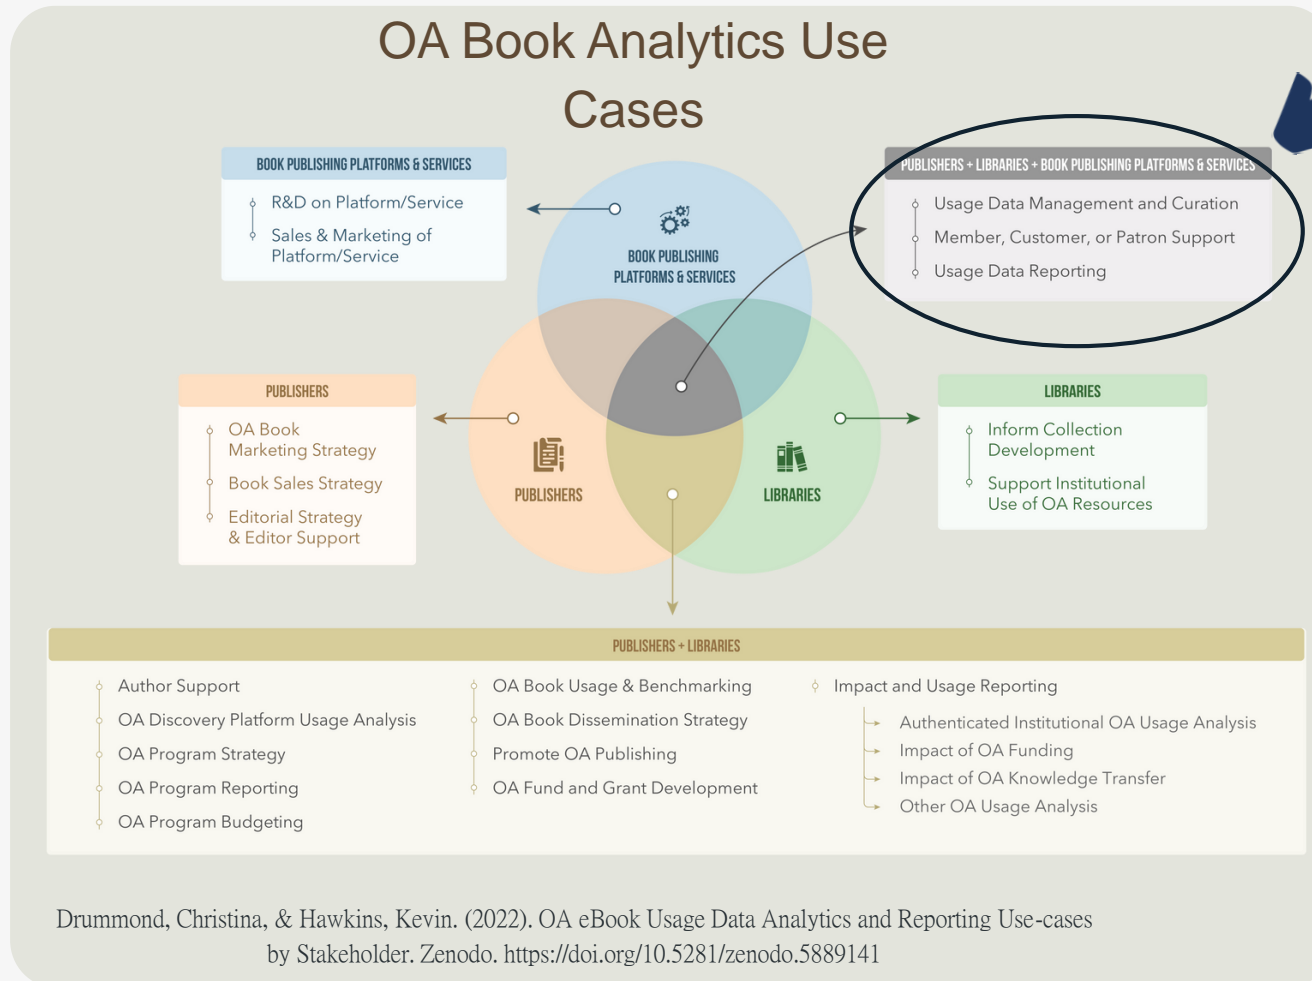 OA Book Analytics Use
Cases
BOOK PUBLISHING PLATFORMS & SERVICES
R&D on Platform/Service
Sales & Marketing of
Platform/Service
PUBLISHERS + LIBRARIES + BOOK PUBLISHING PLATFORMS & SERVICES
Usage Data Management and Curation
Member, Customer, or Patron Support
Usage Data Reporting
BOOK PUBLISHING
PLATFORMS & SERVICES
PUBLISHERS
OA Book
Marketing Strategy
Book Sales Strategy
Editorial Strategy
& Editor Support
PUBLISHERS
LIBRARIES
LIBRARIES
Inform Collection
Development
Support Institutional
Use of OA Resources
PUBLISHERS + LIBRARIES
Author Support
OA Discovery Platform Usage Analysis
OA Program Strategy
OA Program Reporting
OA Program Budgeting
OA Book Usage & Benchmarking
OA Book Dissemination Strategy
Promote OA Publishing
OA Fund and Grant Development
Impact and Usage Reporting
Authenticated Institutional OA Usage Analysis
Impact of OA Funding
Impact of OA Knowledge Transfer
Other OA Usage Analysis
Drummond, Christina, & Hawkins, Kevin. (2022). OA eBook Usage Data Analytics and Reporting Use-cases
by Stakeholder. Zenodo. https://doi.org/10.5281/zenodo.5889141